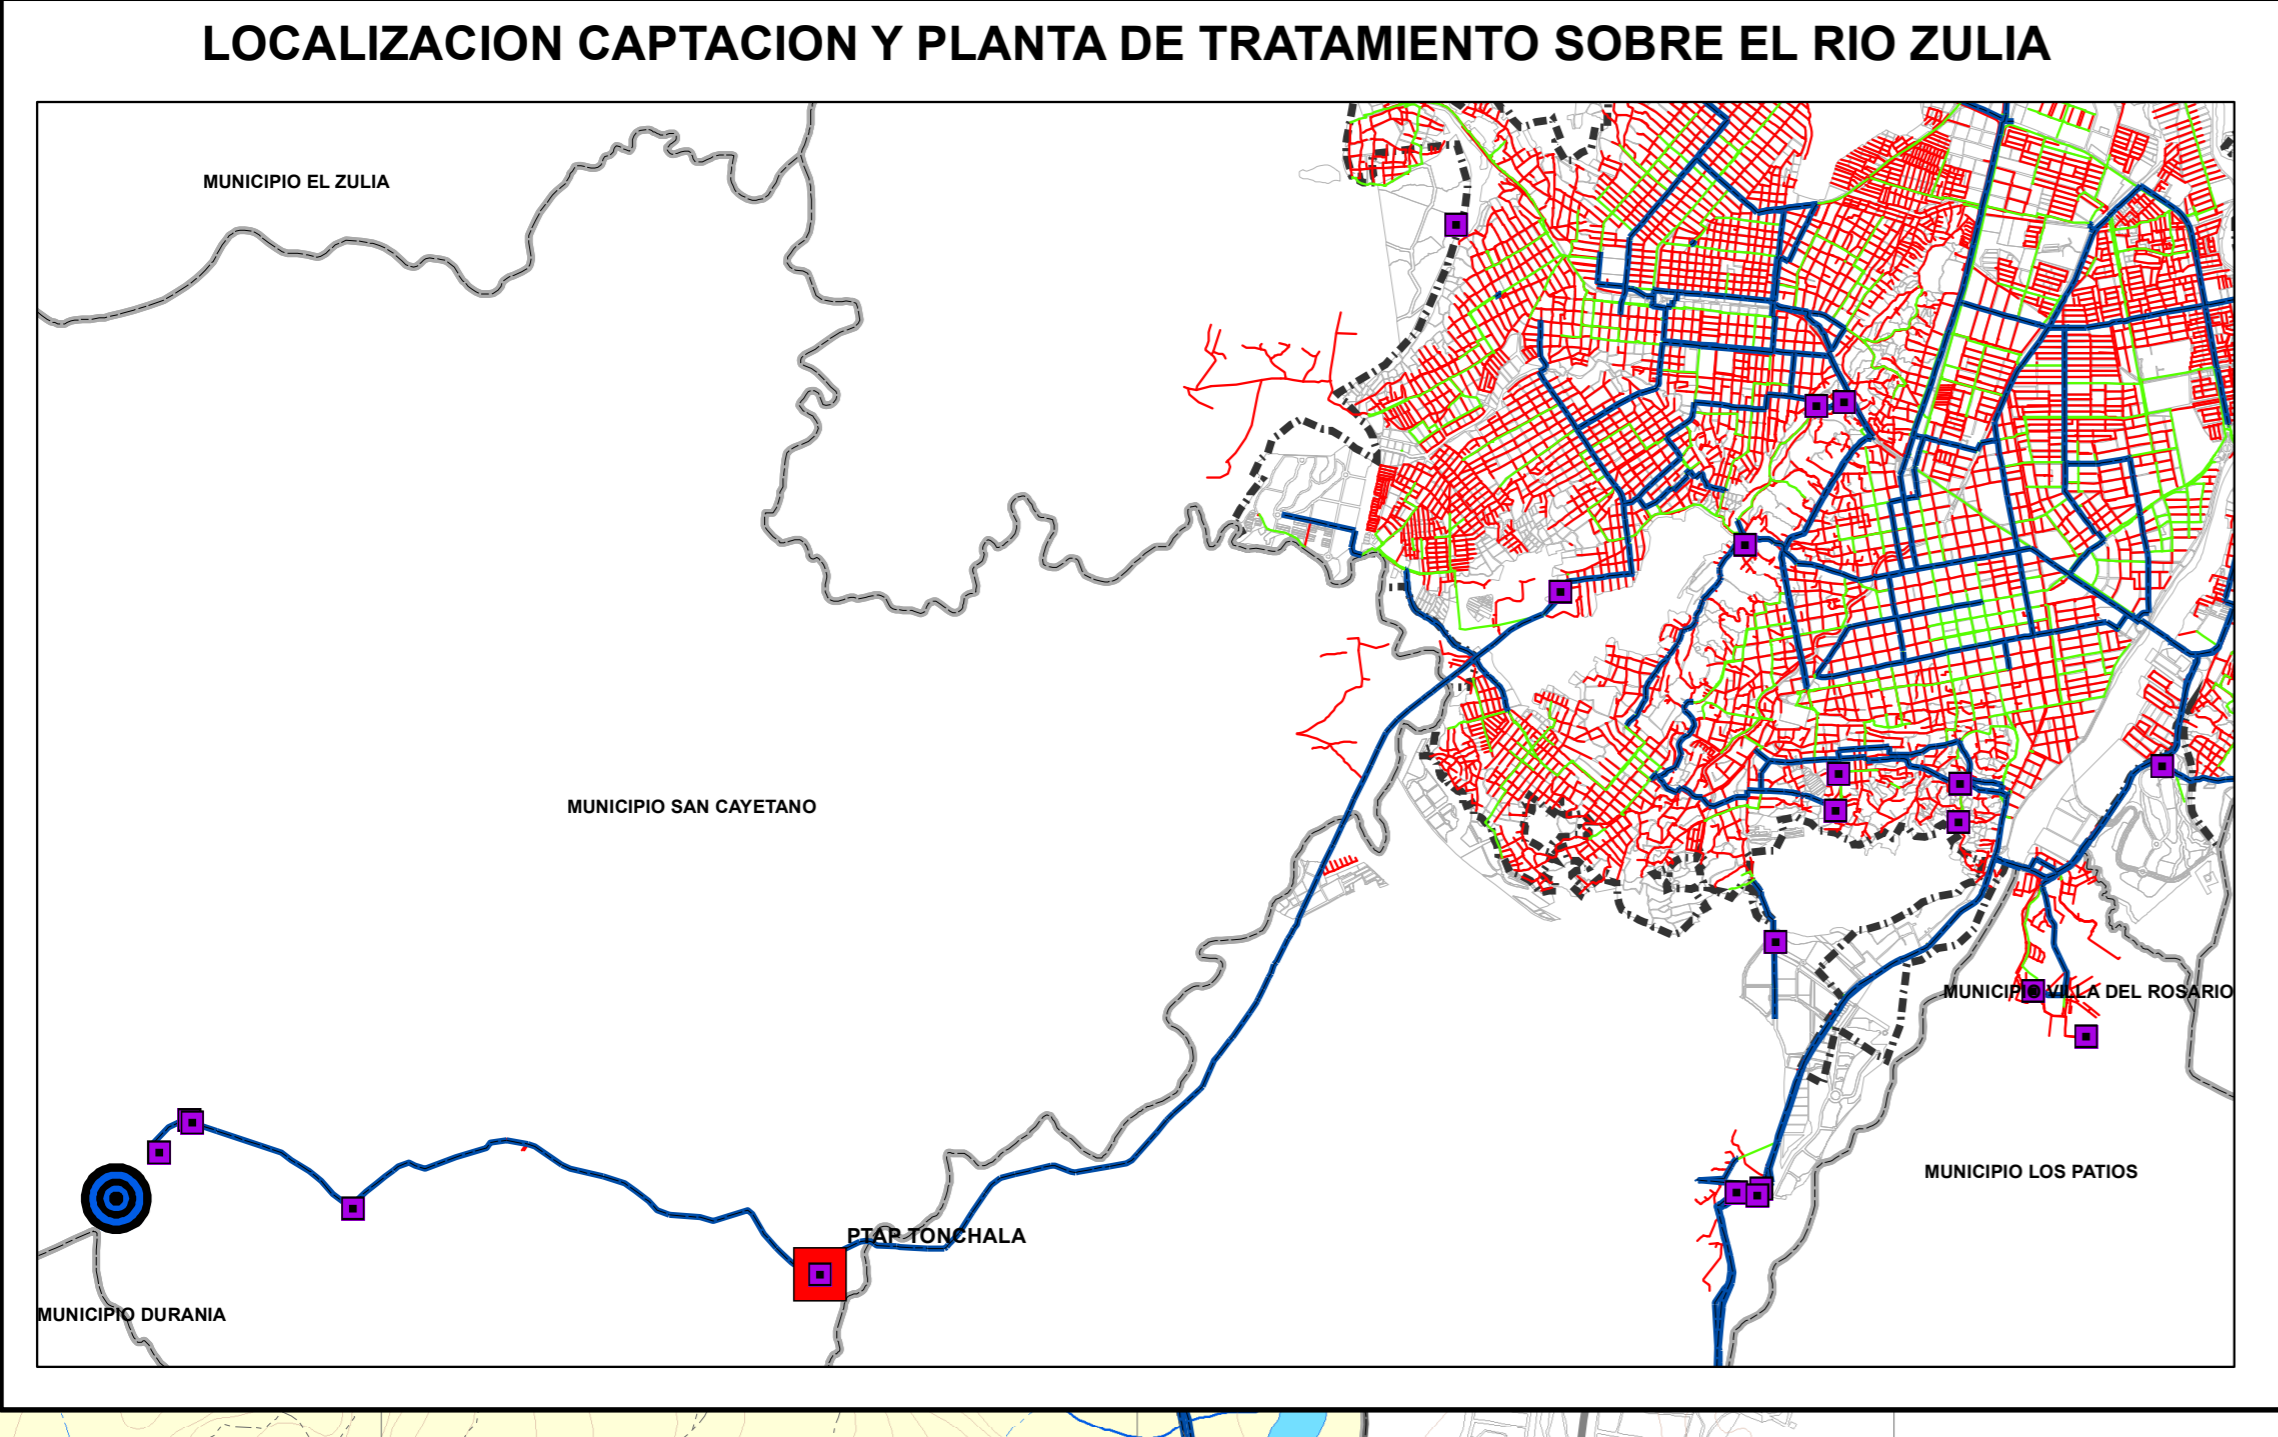 LOCALIZACION CAPTACION Y PLANTA DE TRATAMIENTO SOBRE EL RIO ZULIA
MUNICIPIO EL ZULIA
MUNICIPIO SAN CAYETANO
MUNICIPIO VILLA DEL ROSARIO
MUNICIPIO LOS PATIOS
PTAP TONCHALA
MUNICIPIO DURANIA